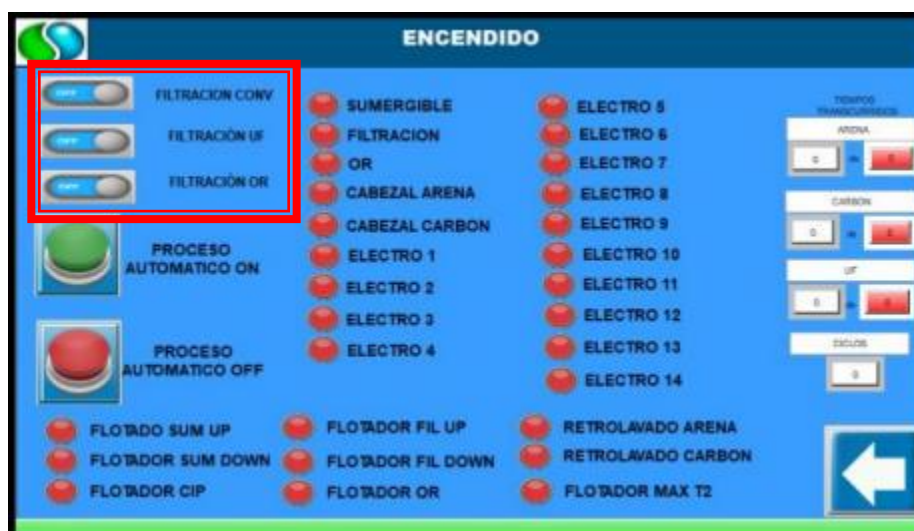 ENCENDIDO
OFF
FILTRACION CONV
OFF
FILTRACIÓN UF
OFF
FILTRACIÓN OR
PROCESO
AUTOMATICO ON
PROCESO
AUTOMATICO OFF
SUMERGIBLE
FILTRACION
OR
CABEZAL ARENA
CABEZAL CARBON
ELECTRO 1
ELECTRO 2
ELECTRO 3
ELECTRO 4
ELECTRO 5
ELECTRO 6
ELECTRO 7
ELECTRO 8
ELECTRO 9
ELECTRO 10
ELECTRO 11
ELECTRO 12
ELECTRO 13
ELECTRO 14
TIEMPOS
TRANSCURRIDOS
ARENA
0
CARBON
0
UF
0
CICLOS
0
FLOTADO SUM UP
FLOTADOR SUM DOWN
FLOTADOR CIP
FLOTADOR FIL UP
FLOTADOR FIL DOWN
FLOTADOR OR
RETROLAVADO ARENA
RETROLAVADO CARBON
FLOTADOR MAX T2